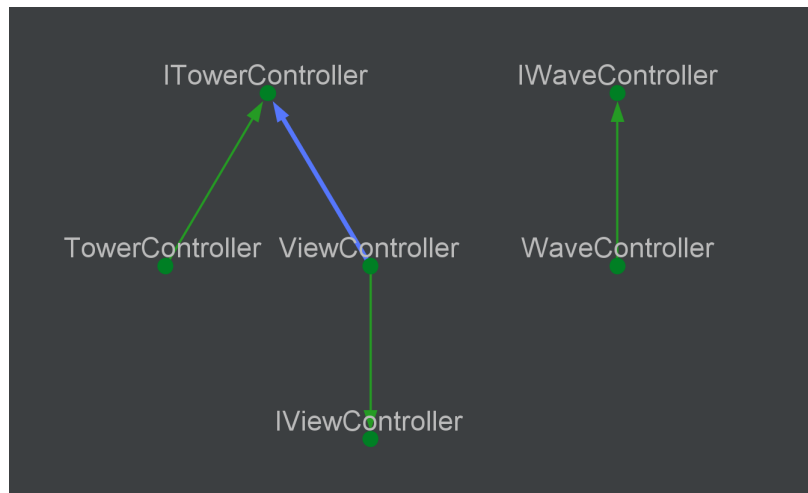 ITowerController
IWaveController
TowerController
ViewController
WaveController
IViewController